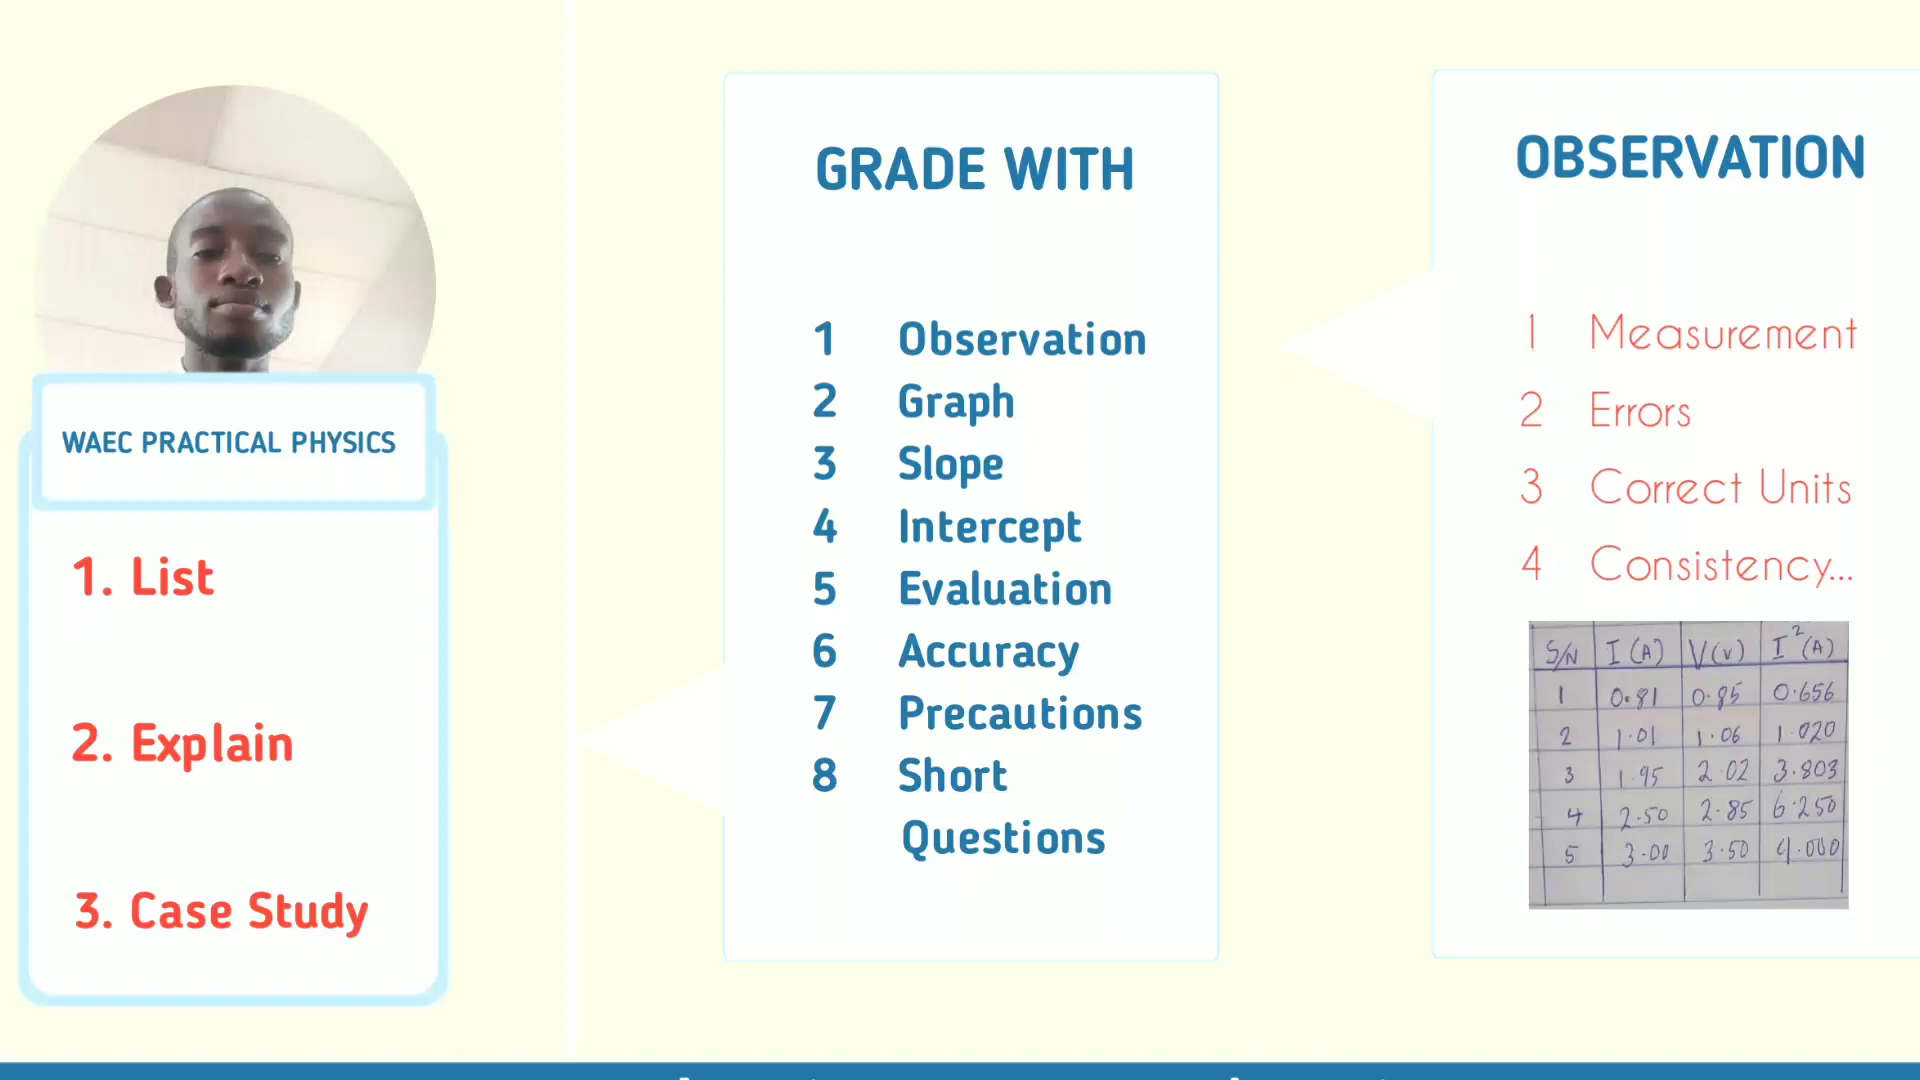 WAEC PRACTICAL PHYSICS
1. List
2. Explain
3. Case Study
GRADE WITH
1 Observation
2 Graph
3 Slope
4 Intercept
5 Evaluation
6 Accuracy
7 Precautions
8 Short
Questions
OBSERVATION
1 Measurement
2 Errors
3 Correct Units
4 Consistency...
S/N I (A) V(v) I²(A)
1 0.81 0.85 0.656
2 1.01 1.06 1.020
3 1.95 2.02 3.803
4 2.50 2.85 6.250
5 3.00 3.50 9.000